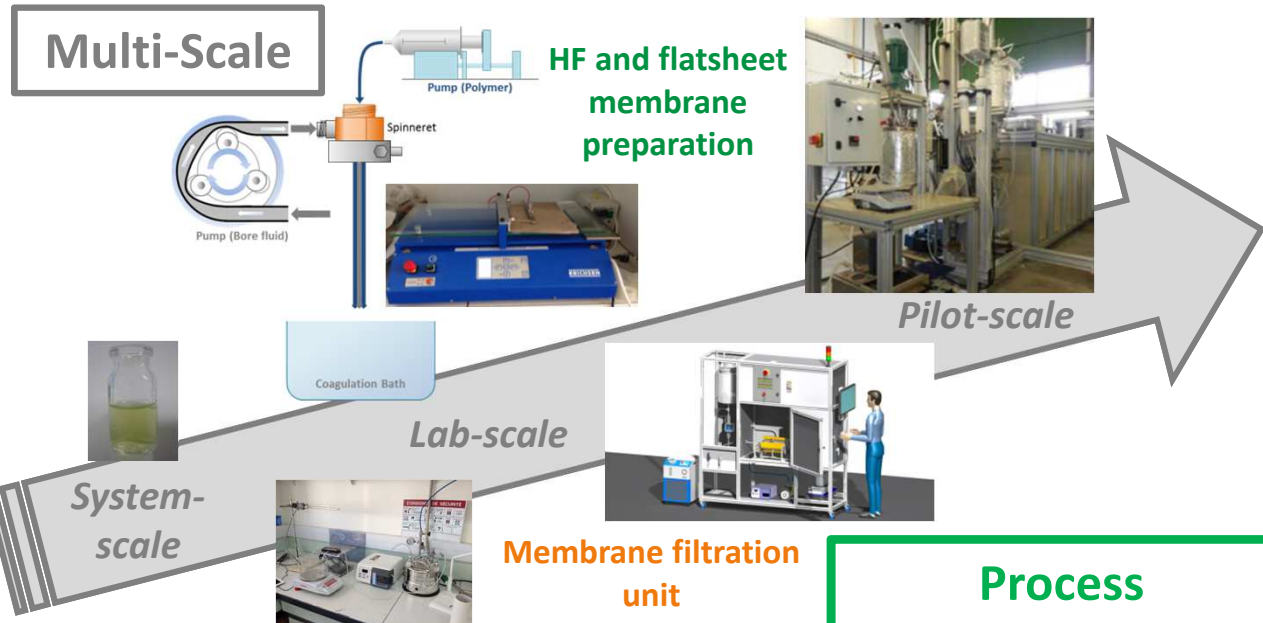 Multi-Scale
Pump (Polymer)
HF and flatsheet
membrane
preparation
Spinneret
Pump (Bore fluid)
ERICHSEN
Coagulation Bath
Pilot-scale
Lab-scale
System-
scale
Membrane filtration
unit
Process